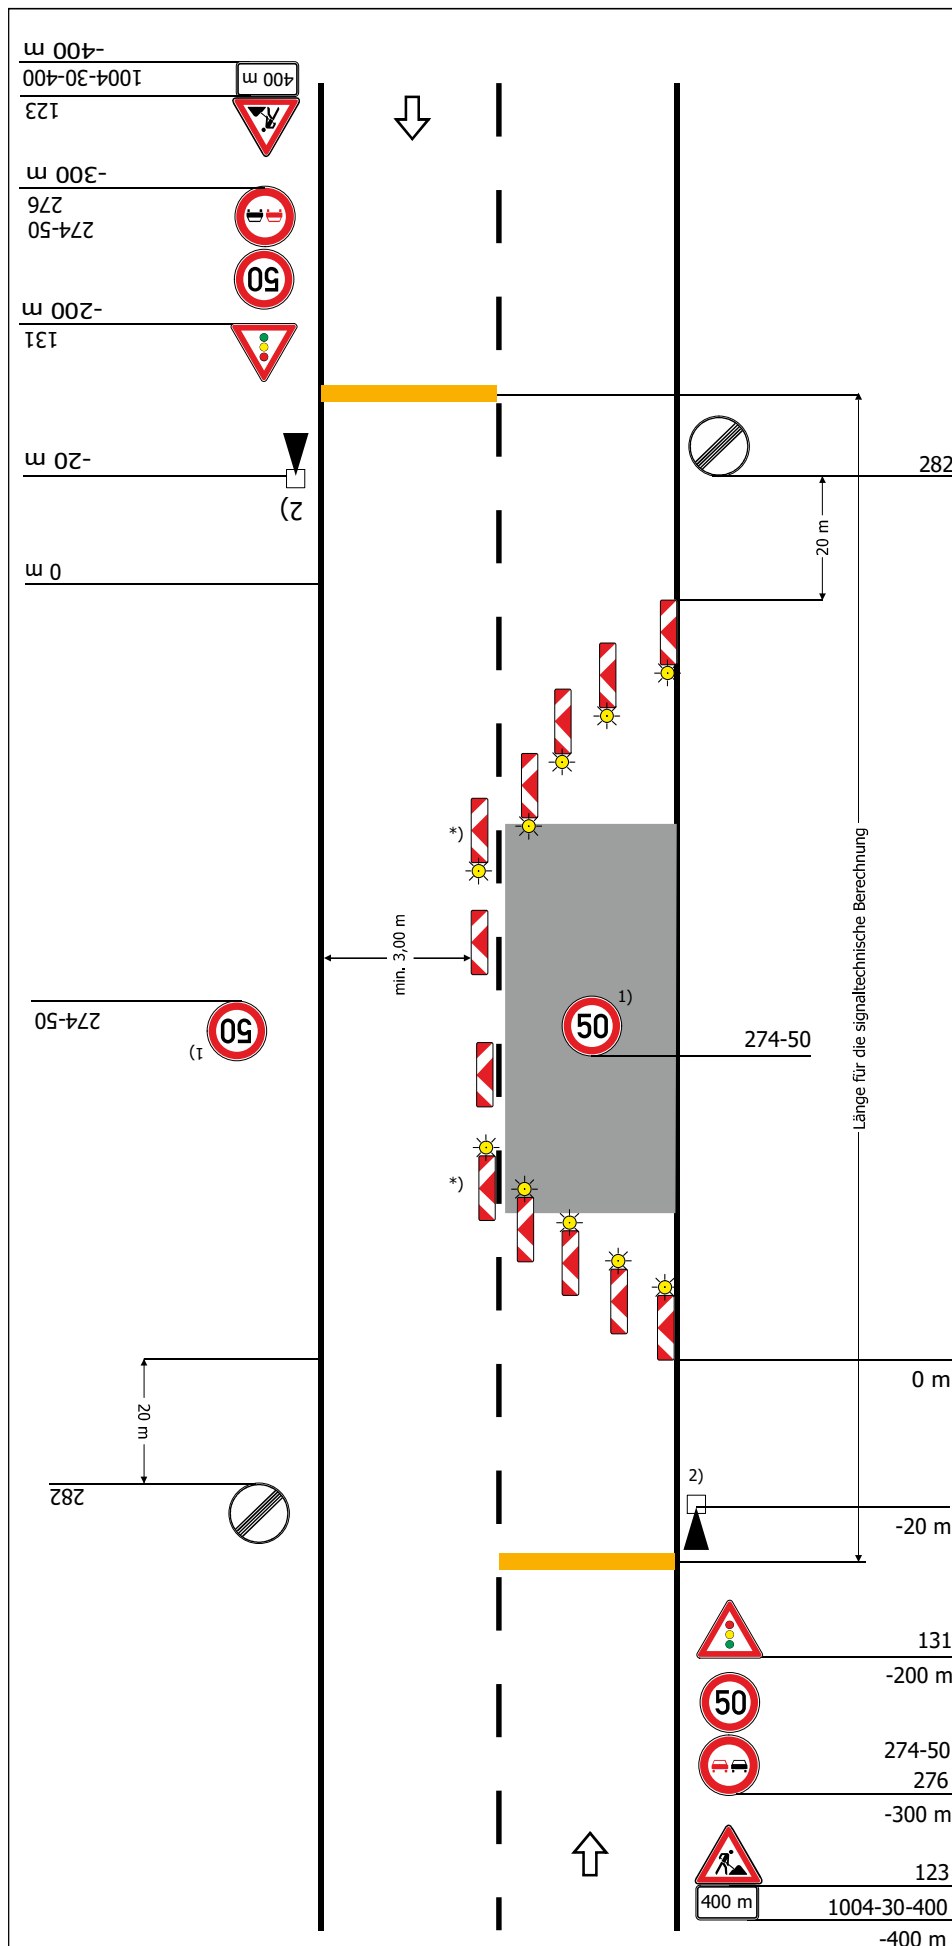 -400 m
1004-30-400
400 m
123
-300 m
276
274-50
50
-200 m
131
282
-20 m
2)
20 m
0 m
*)
Länge für die signaltechnische Berechnung
min. 3,00 m
274-50
50
1)
50
1)
274-50
*)
0 m
20 m
282
2)
-20 m
131
-200 m
50
274-50
276
-300 m
123
400 m
1004-30-400
-400 m